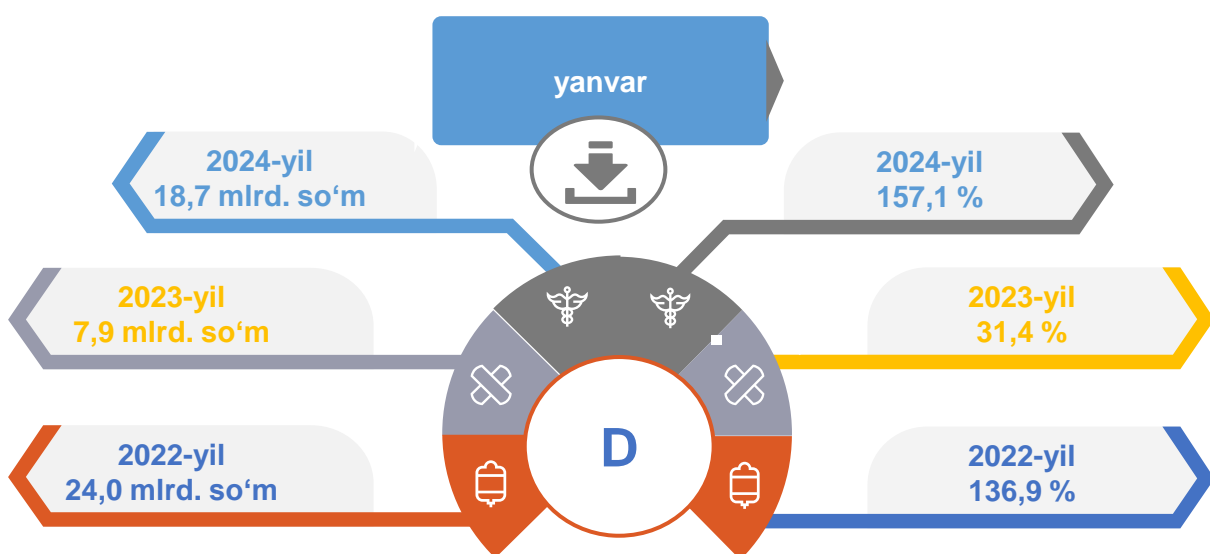 yanvar
2024-yil
18,7 mlrd. so‘m
2024-yil
157,1 %
2023-yil
7,9 mlrd. so‘m
2023-yil
31,4 %
D
2022-yil
24,0 mlrd. so‘m
2022-yil
136,9 %